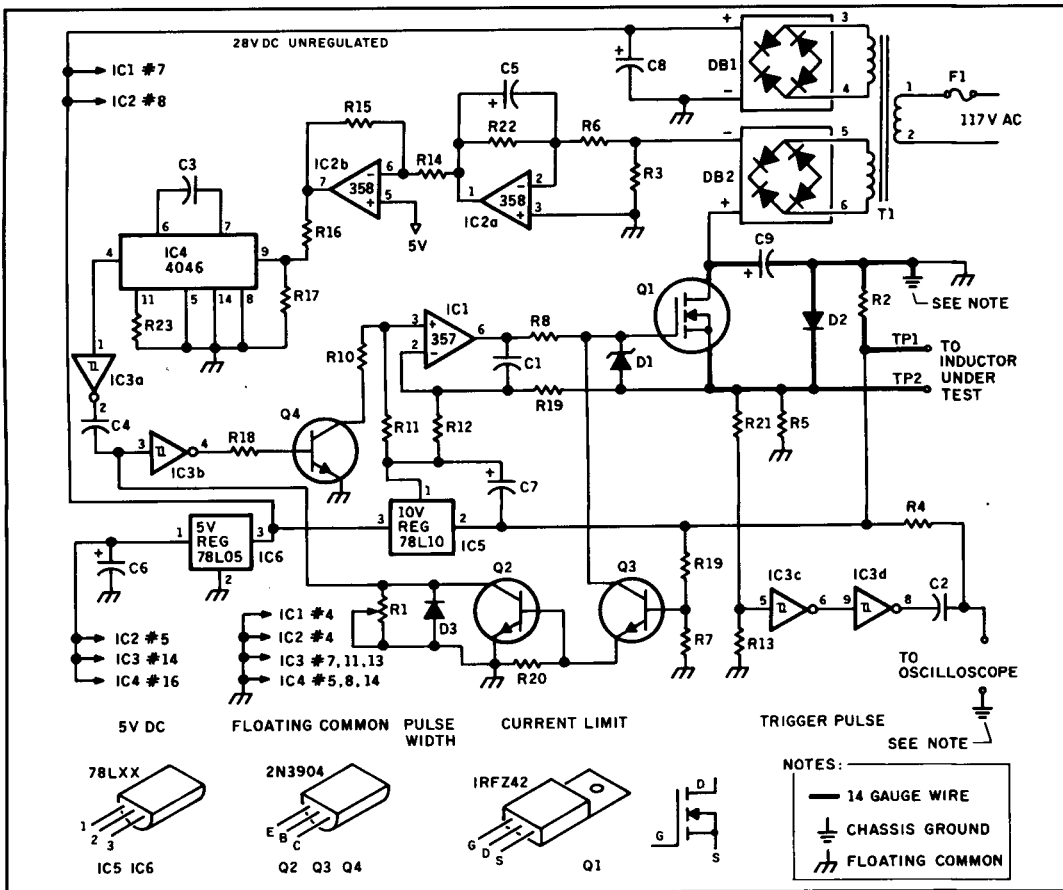 28V DC UNREGULATED
IC1 #7
IC2 #8
C8
+
-
DB1
3
4
1
2
F1
117V AC
T1
C5
+
R22
R6
R3
-
DB2
+
5
6
R15
IC2b
358
7
6
5
-
+
5V
R14
1
358
2
3
-
+
IC2a
C3
6
7
4
IC4
4046
9
11
5
14
8
R23
R16
R17
1
IC3a
2
C4
3
4
IC3b
R18
Q4
R10
3
2
+
-
IC1
357
6
R8
C1
R19
D1
Q1
C9
+
D2
R2
SEE NOTE
TP1
TP2
TO
INDUCTOR
UNDER
TEST
R11
R12
R21
R5
C7
+
1
5V
REG
78L05
3
2
IC6
C6
+
3
10V
REG
78L10
1
2
IC5
R4
R19
R7
IC3c
5
6
IC3d
9
8
C2
R13
R1
D3
Q2
R20
Q3
TO
OSCILLOSCOPE
SEE NOTE
IC2 #5
IC3 #14
IC4 #16
5V DC
IC1 #4
IC2 #4
IC3 #7,11,13
IC4 #5,8,14
FLOATING COMMON
PULSE
WIDTH
CURRENT LIMIT
TRIGGER PULSE
78LXX
1
2
3
IC5 IC6
2N3904
E
B
C
Q2 Q3 Q4
IRFZ42
G
D
S
Q1
D
G
S
NOTES:
14 GAUGE WIRE
CHASSIS GROUND
FLOATING COMMON